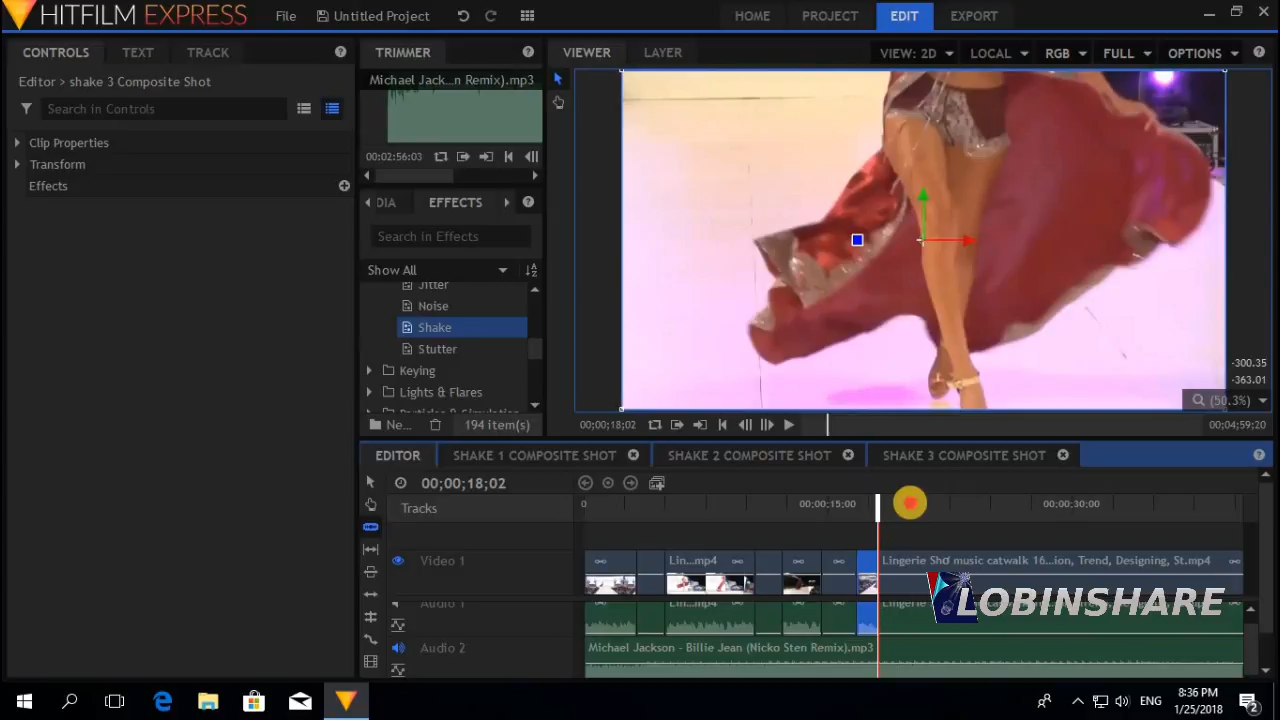 HITFILM EXPRESS
File
Untitled Project
HOME
PROJECT
EDIT
EXPORT
CONTROLS
TEXT
TRACK
Editor > shake 3 Composite Shot
Search in Controls
Clip Properties
Transform
Effects
TRIMMER
Michael Jack...n Remix).mp3
00:02:56:03
DIA
EFFECTS
Search in Effects
Show All
Jitter
Noise
Shake
Stutter
Keying
Lights & Flares
Particles & Simulation
Ne...
194 item(s)
VIEWER
LAYER
VIEW: 2D
LOCAL
RGB
FULL
OPTIONS
-300.35
-363.01
(50.3%)
00;00;18;02
00;04;59;20
EDITOR
SHAKE 1 COMPOSITE SHOT
SHAKE 2 COMPOSITE SHOT
SHAKE 3 COMPOSITE SHOT
00;00;18;02
Tracks
0
00;00;15;00
00;00;30;00
Video 1
Lin...mp4
Lingerie Sho music catwalk 16...ion, Trend, Designing, St.mp4
Audio 1
Lin...mp4
Audio 2
Michael Jackson - Billie Jean (Nicko Sten Remix).mp3
LOBINSHARE
ENG
8:36 PM
1/25/2018
2